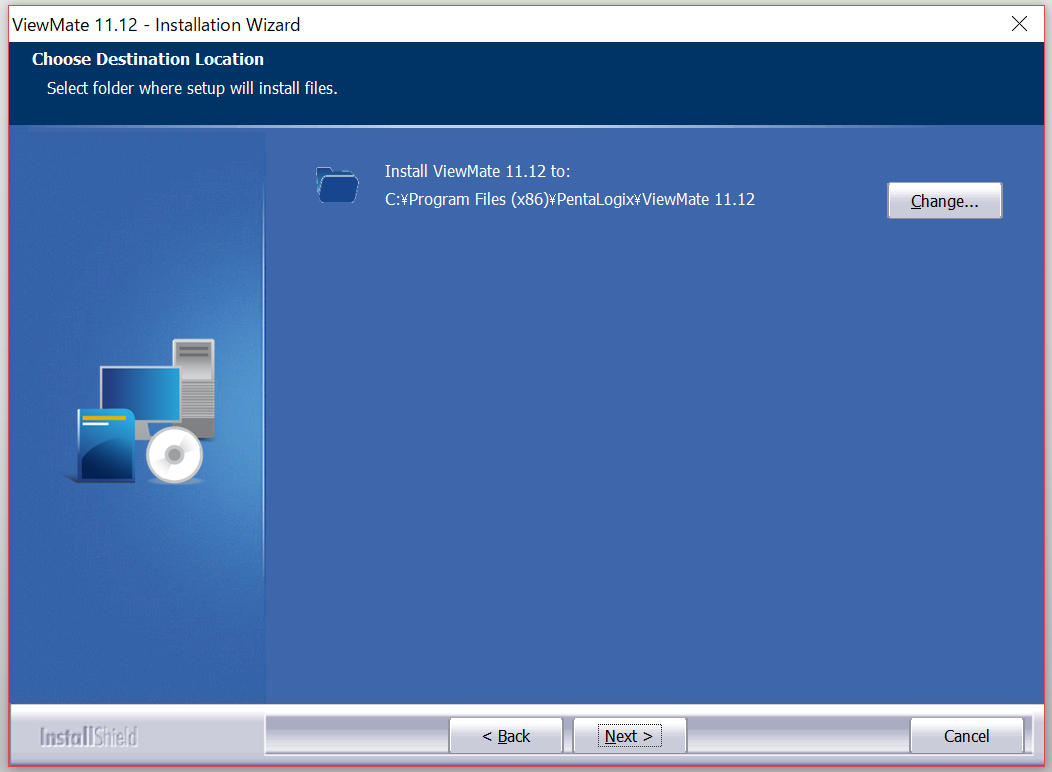 ViewMate 11.12 - Installation Wizard
Choose Destination Location
Select folder where setup will install files.
Install ViewMate 11.12 to:
C:¥Program Files (x86)¥PentaLogix¥ViewMate 11.12
Change...
InstallShield
< Back
Next >
Cancel